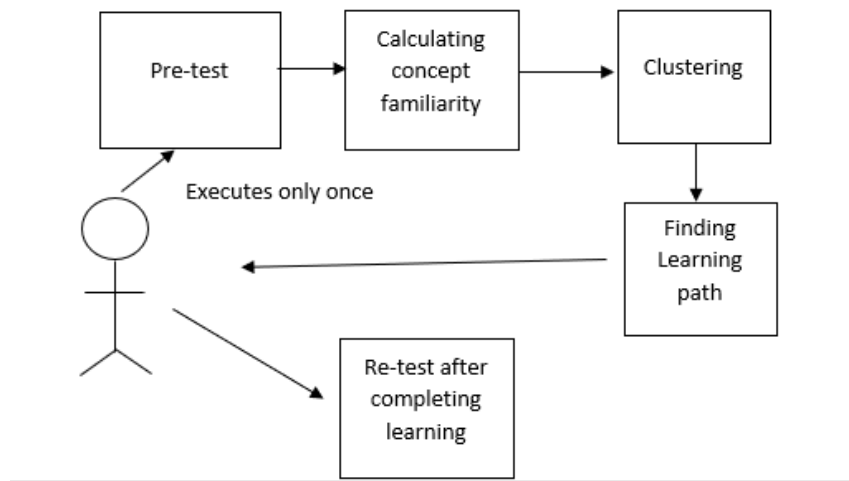 Pre-test
Calculating
concept
familiarity
Clustering
Executes only once
Finding
Learning
path
Re-test after
completing
learning